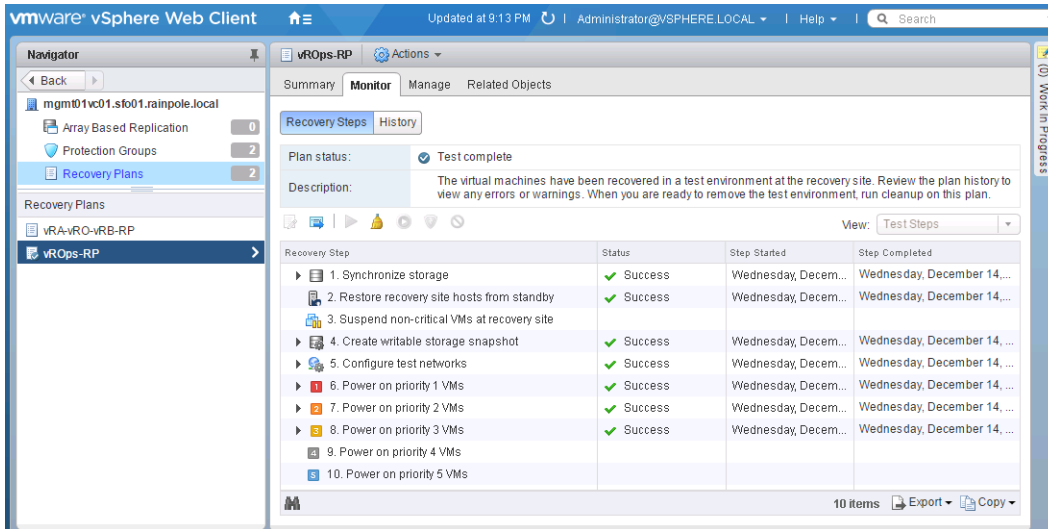 vmware® vSphere Web Client
Updated at 9:13 PM | Administrator@VSPHERE.LOCAL | Help | Search
Navigator
Back
mgmt01vc01.sfo01.rainpole.local
Array Based Replication 0
Protection Groups 2
Recovery Plans 2
Recovery Plans
vRA-vRO-vRB-RP
vROps-RP
vROps-RP Actions
Summary Monitor Manage Related Objects
Recovery Steps History
Plan status: Test complete
Description: The virtual machines have been recovered in a test environment at the recovery site. Review the plan history to
view any errors or warnings. When you are ready to remove the test environment, run cleanup on this plan.
View: Test Steps
Recovery Step Status Step Started Step Completed
1. Synchronize storage Success Wednesday, Decem... Wednesday, December 14,...
2. Restore recovery site hosts from standby Success Wednesday, Decem... Wednesday, December 14,...
3. Suspend non-critical VMs at recovery site
4. Create writable storage snapshot Success Wednesday, Decem... Wednesday, December 14, ...
5. Configure test networks Success Wednesday, Decem... Wednesday, December 14, ...
1 6. Power on priority 1 VMs Success Wednesday, Decem... Wednesday, December 14, ...
2 7. Power on priority 2 VMs Success Wednesday, Decem... Wednesday, December 14, ...
3 8. Power on priority 3 VMs Success Wednesday, Decem... Wednesday, December 14, ...
4 9. Power on priority 4 VMs
5 10. Power on priority 5 VMs
10 items Export Copy
(0) Work In Progress